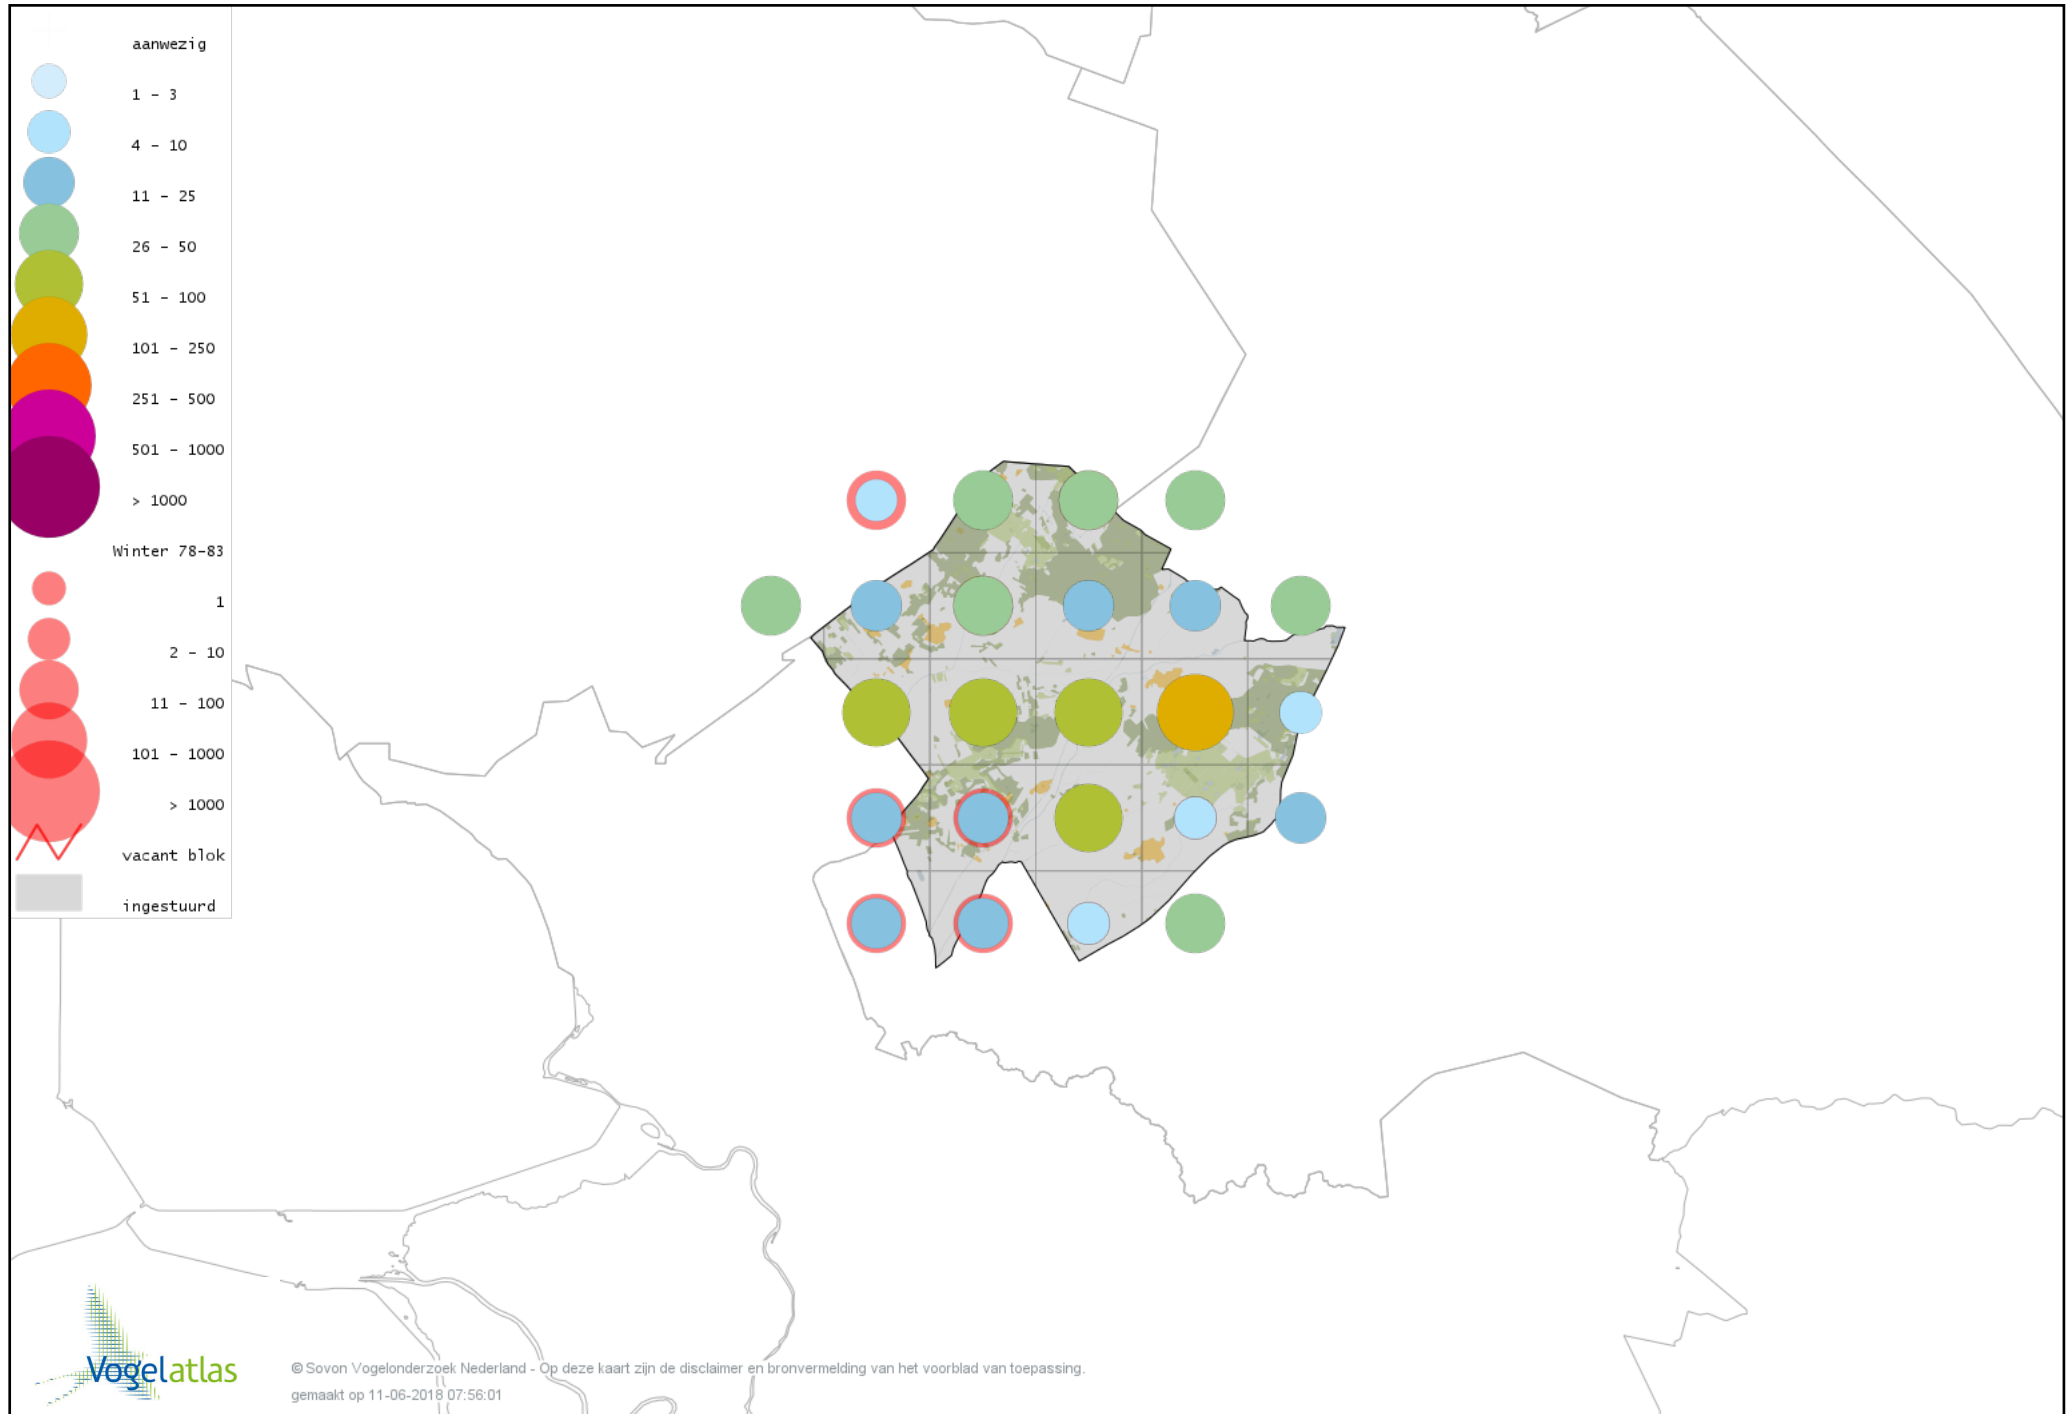 aanwezig
1 - 3
4 - 10
11 - 25
26 - 50
51 - 100
101 - 250
251 - 500
501 - 1000
> 1000
Winter 78-83
1
2 - 10
11 - 100
101 - 1000
> 1000
vacant blok
ingestuurd
Vogelatlas
© Sovon Vogelonderzoek Nederland - Op deze kaart zijn de disclaimer en bronvermelding van het voorblad van toepassing.
gemaakt op 11-06-2018 07:56:01